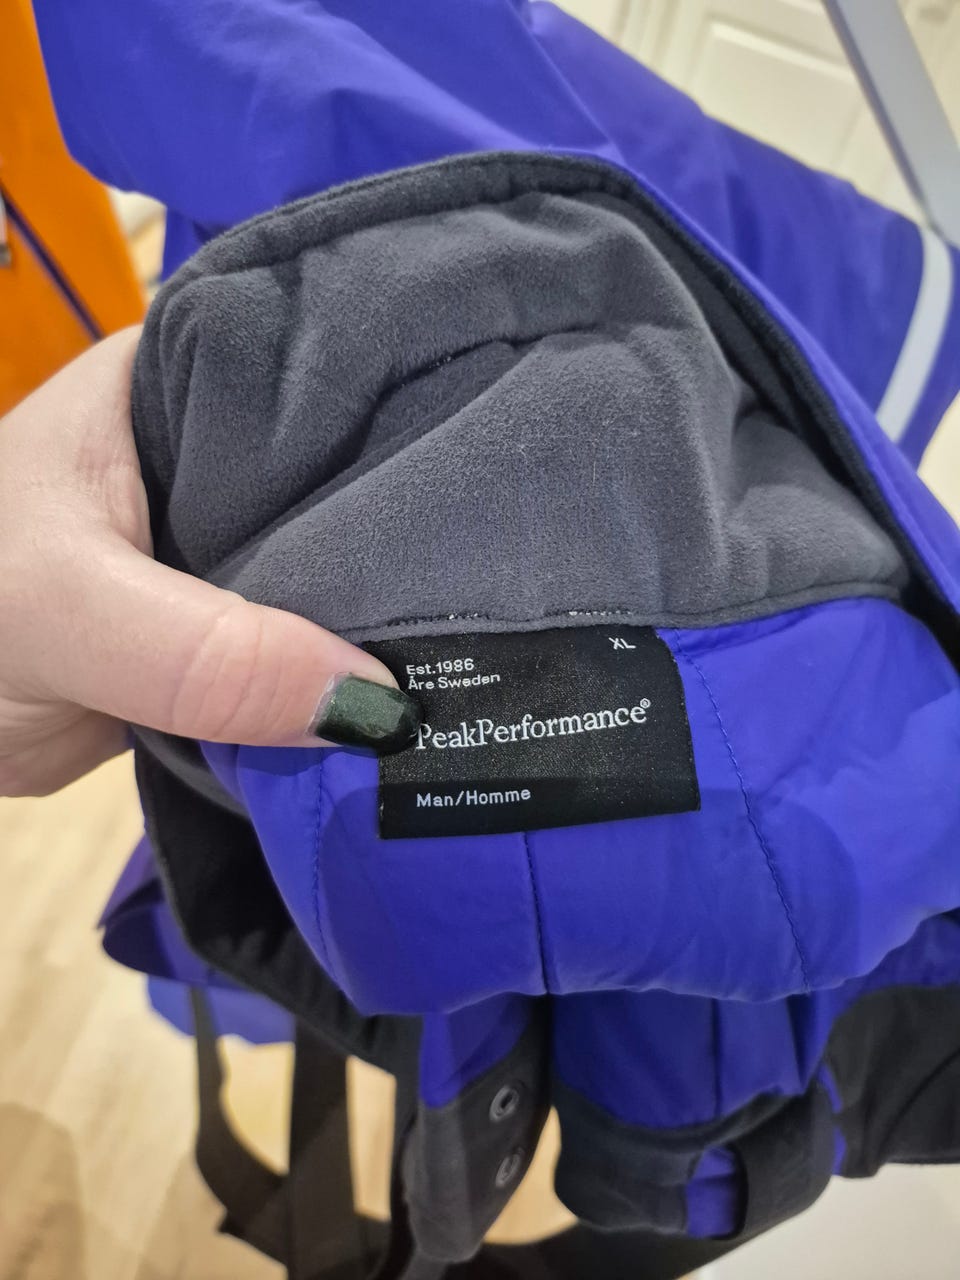 XL
Est.1986
Åre Sweden
PeakPerformance®
Man/Homme